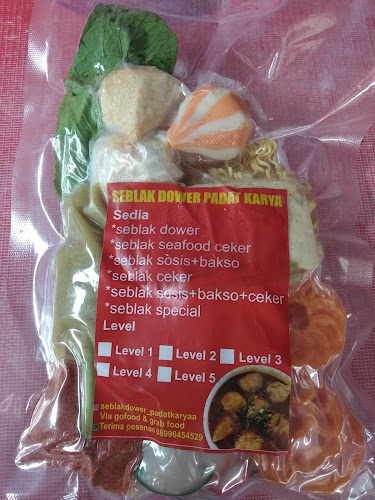 SEBLAK DOWER PADAT KARYA
Sedia
*seblak dower
*seblak seafood ceker
*seblak sosis+bakso
*seblak ceker
*seblak sosis+bakso+ceker
*seblak special
Level
Level 1 Level 2 Level 3
Level 4 Level 5
seblakdower_padatkaryaa
Via gofood & grab food
Terima pesanan